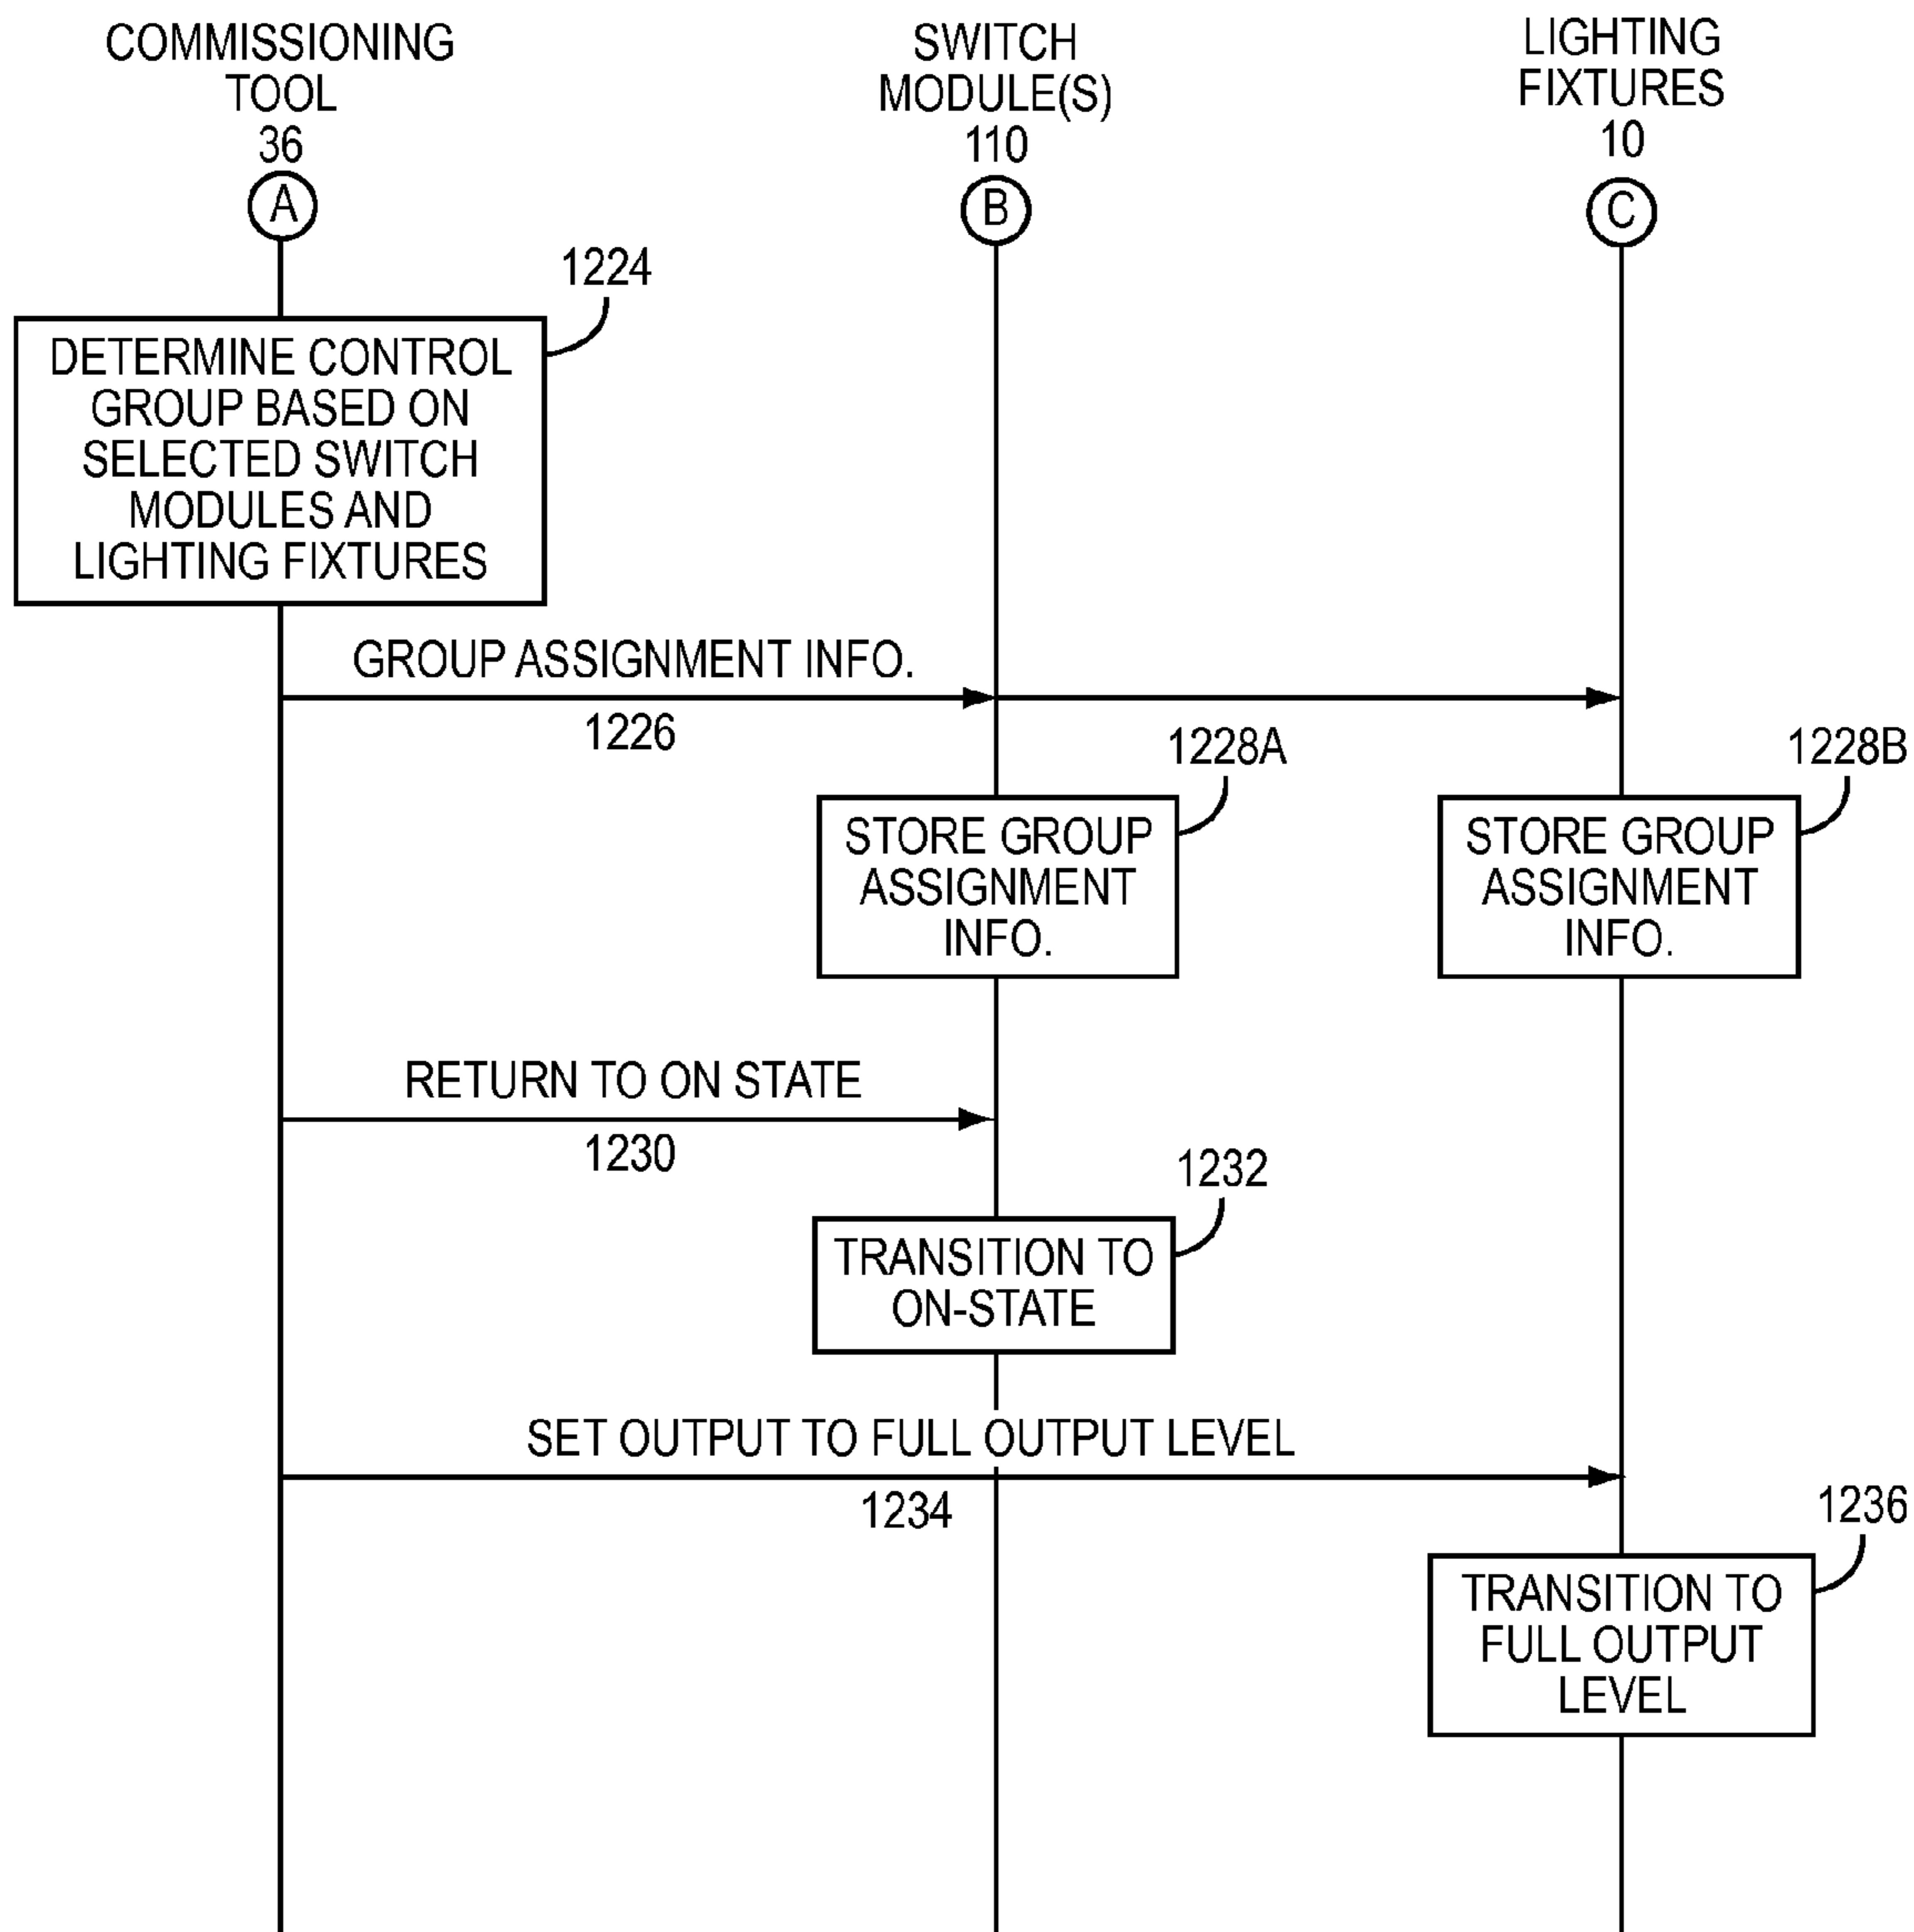 COMMISSIONING
TOOL
36
A
SWITCH
MODULE(S)
110
B
LIGHTING
FIXTURES
10
C
1224
DETERMINE CONTROL
GROUP BASED ON
SELECTED SWITCH
MODULES AND
LIGHTING FIXTURES
GROUP ASSIGNMENT INFO.
1226
1228A
STORE GROUP
ASSIGNMENT
INFO.
1228B
STORE GROUP
ASSIGNMENT
INFO.
RETURN TO ON STATE
1230
1232
TRANSITION TO
ON-STATE
SET OUTPUT TO FULL OUTPUT LEVEL
1234
1236
TRANSITION TO
FULL OUTPUT
LEVEL